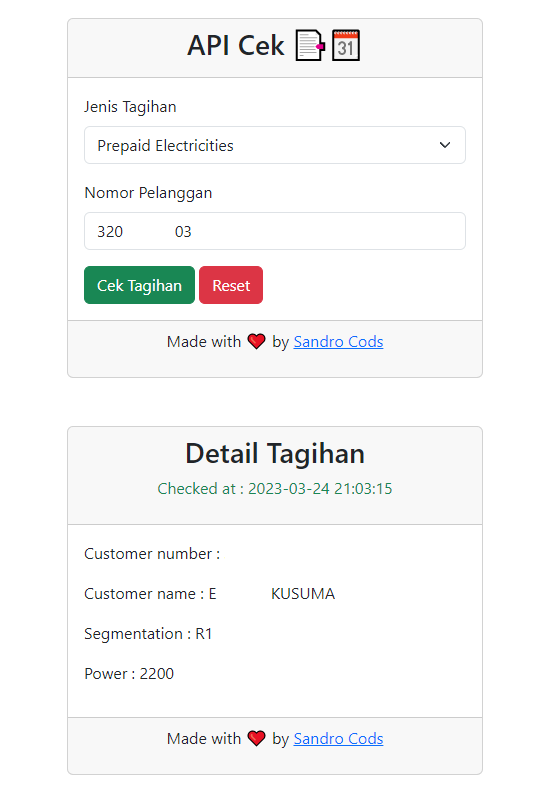 API Cek
Jenis Tagihan
Prepaid Electricities
Nomor Pelanggan
320 03
Cek Tagihan Reset
Made with ❤ by Sandro Cods
Detail Tagihan
Checked at : 2023-03-24 21:03:15
Customer number :
Customer name : E KUSUMA
Segmentation : R1
Power : 2200
Made with ❤ by Sandro Cods